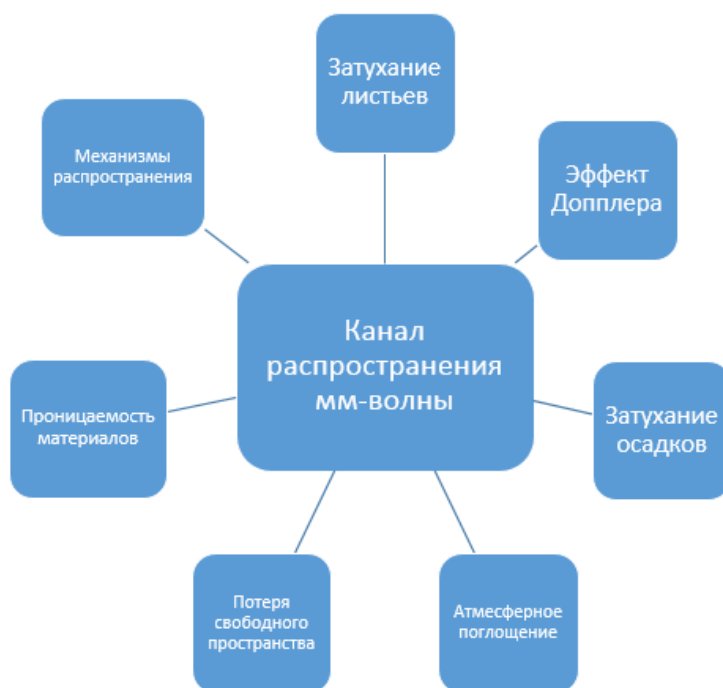 Затухание
листьев
Механизмы
распространения
Эффект
Допплера
Канал
распространения
мм-волны
Проницаемость
материалов
Затухание
осадков
Потеря
свободного
пространства
Атмесферное
поглощение